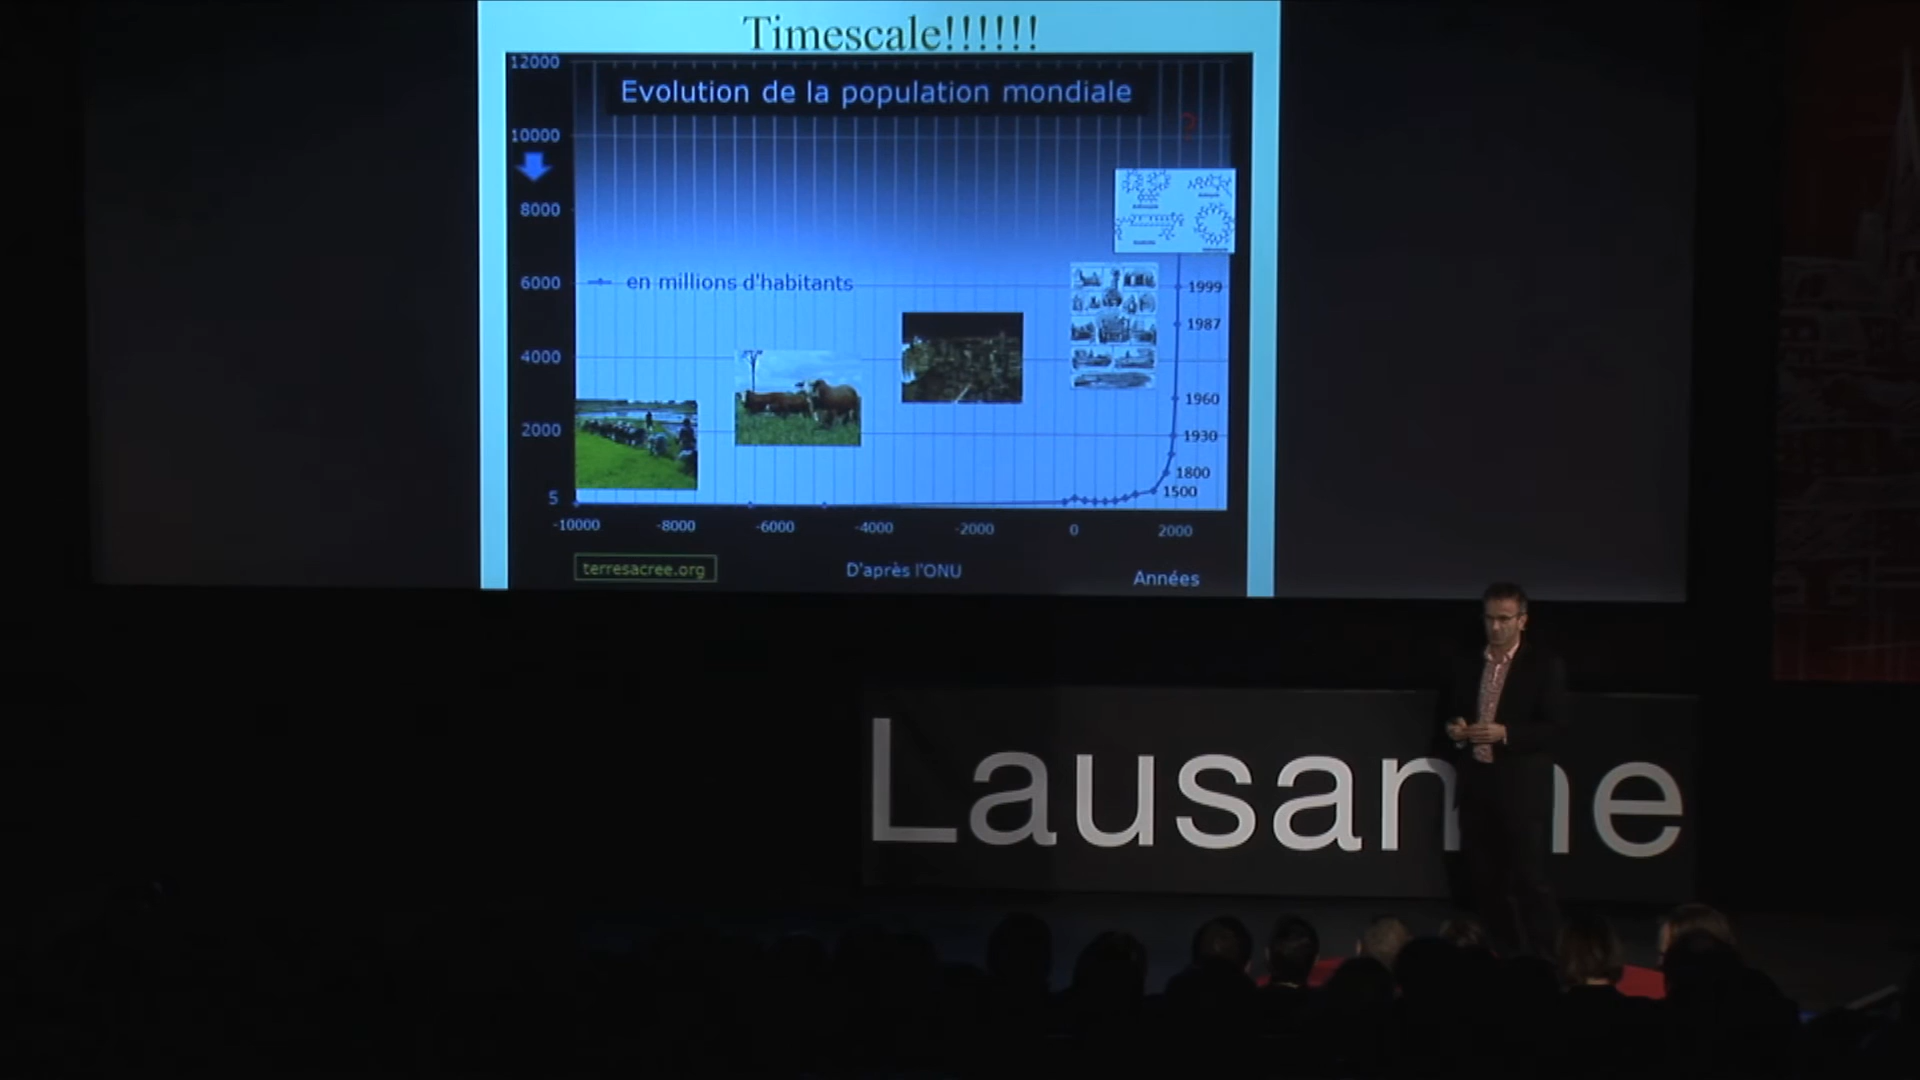 Timescale!!!!!!
12000
Evolution de la population mondiale
10000
8000
6000
en millions d'habitants
1999
1987
4000
1960
2000
1930
1800
5
1500
-10000
-8000
-6000
-4000
-2000
0
2000
terresacree.org
D'après l'ONU
Années
Lausanne